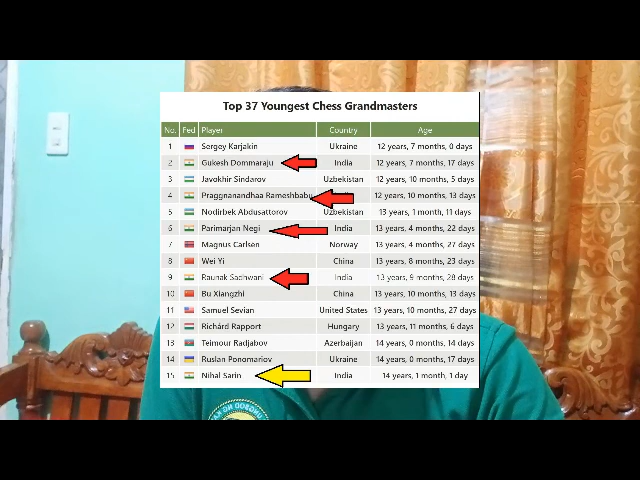 Top 37 Youngest Chess Grandmasters
No. Fed Player Country Age
1 Sergey Karjakin Ukraine 12 years, 7 months, 0 days
2 Gukesh Dommaraju India 12 years, 7 months, 17 days
3 Javokhir Sindarov Uzbekistan 12 years, 10 months, 5 days
4 Praggnanandhaa Rameshbabu 12 years, 10 months, 13 days
5 Nodirbek Abdusattorov Uzbekistan 13 years, 1 month, 11 days
6 Parimarjan Negi India 13 years, 4 months, 22 days
7 Magnus Carlsen Norway 13 years, 4 months, 27 days
8 Wei Yi China 13 years, 8 months, 23 days
9 Raunak Sadhwani India 13 years, 9 months, 28 days
10 Bu Xiangzhi China 13 years, 10 months, 13 days
11 Samuel Sevian United States 13 years, 10 months, 27 days
12 Richárd Rapport Hungary 13 years, 11 months, 6 days
13 Teimour Radjabov Azerbaijan 14 years, 0 months, 14 days
14 Ruslan Ponomariov Ukraine 14 years, 0 months, 17 days
15 Nihal Sarin India 14 years, 1 month, 1 day